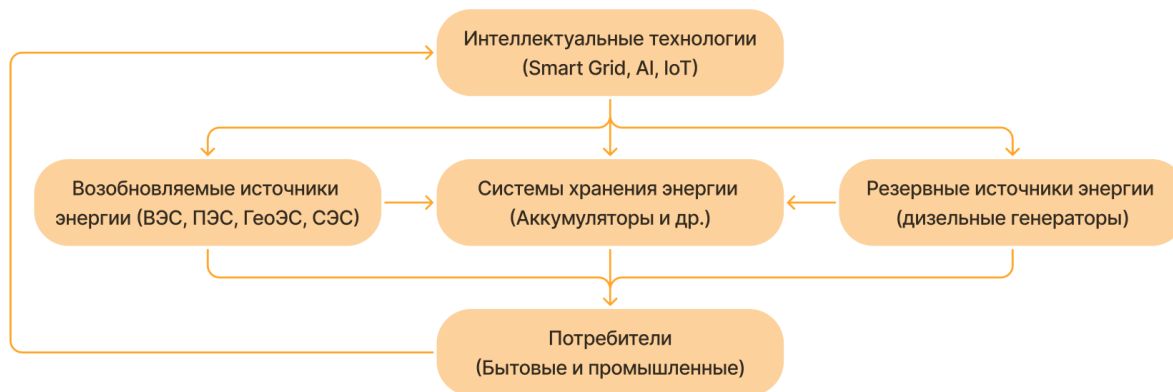 Интеллектуальные технологии
(Smart Grid, AI, IoT)
Возобновляемые источники
энергии (ВЭС, ПЭС, ГеоЭС, СЭС)
Системы хранения энергии
(Аккумуляторы и др.)
Резервные источники энергии
(дизельные генераторы)
Потребители
(Бытовые и промышленные)